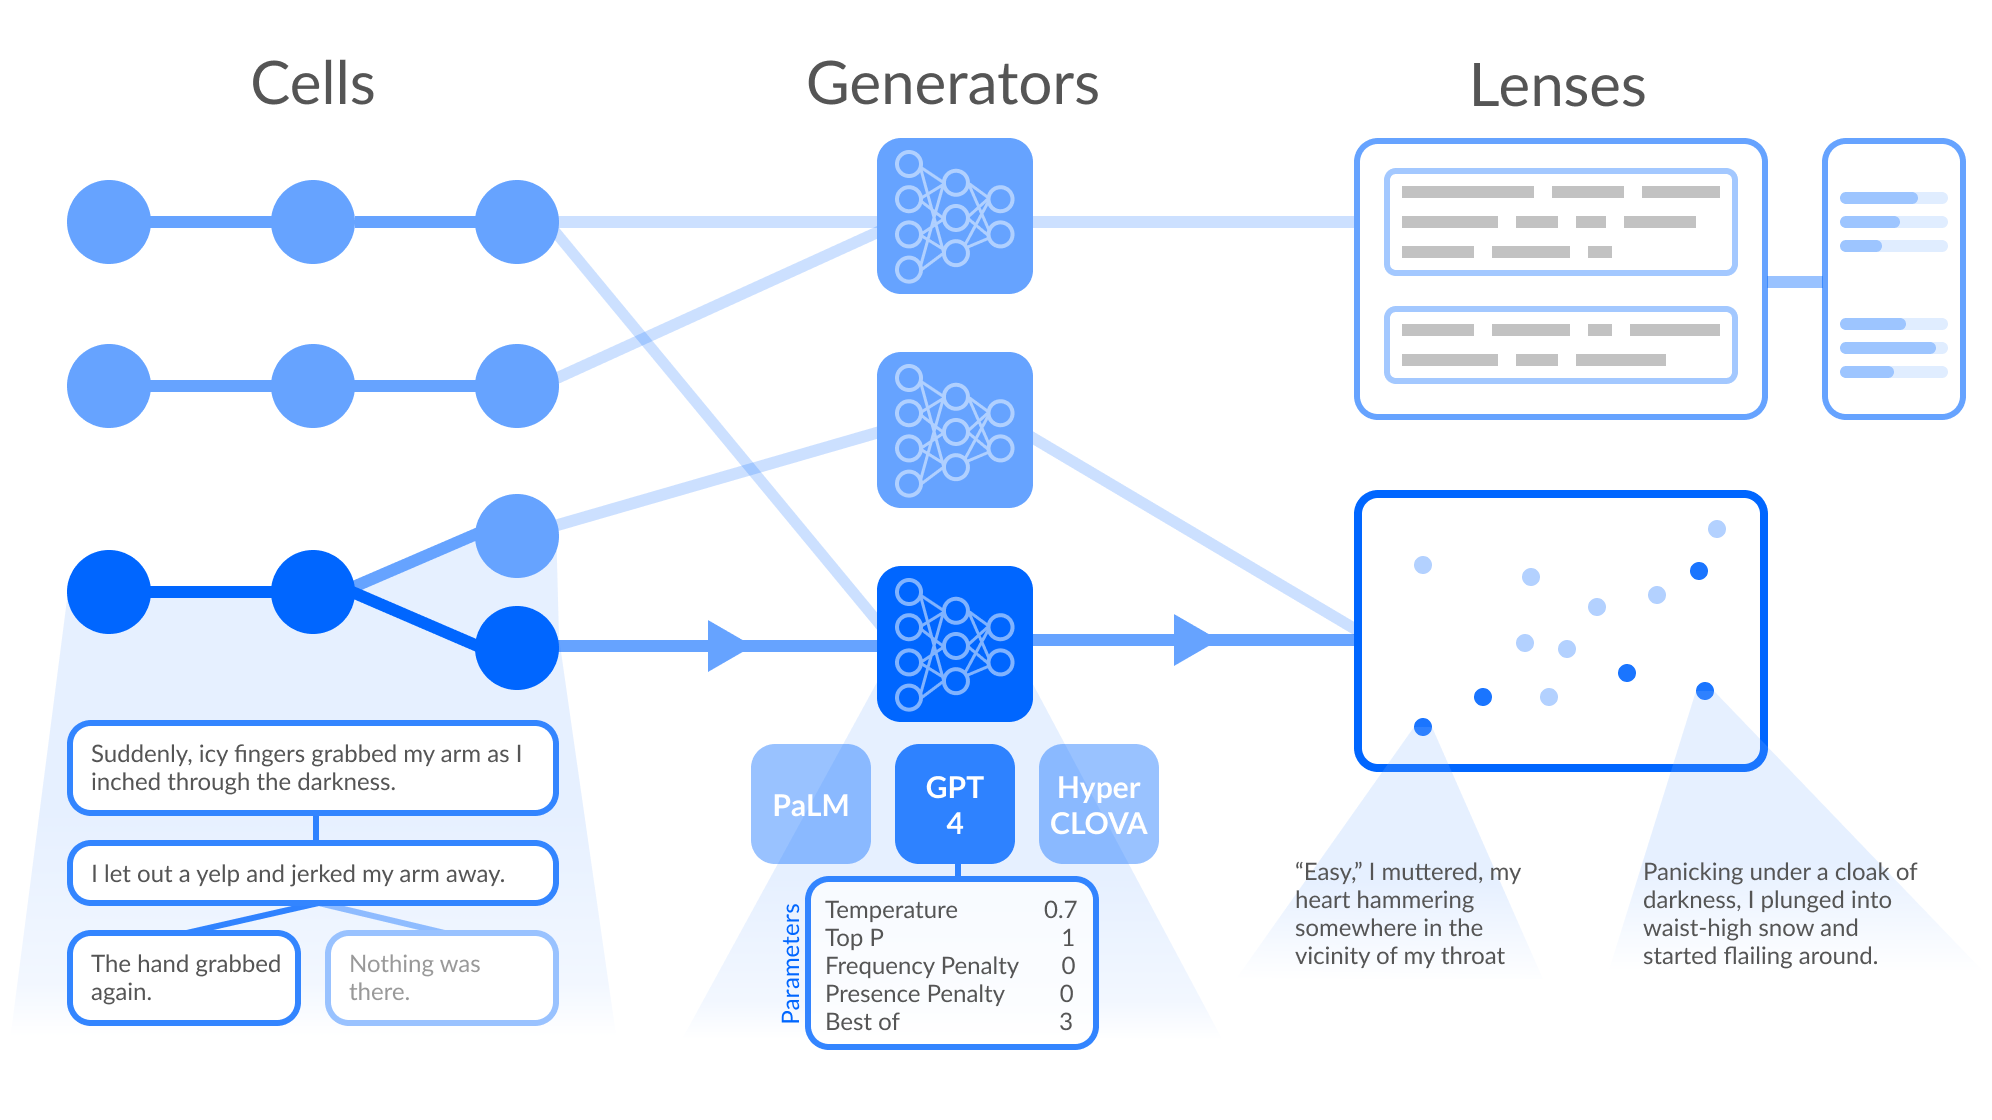 Cells
Generators
Lenses
Suddenly, icy fingers grabbed my arm as I
inched through the darkness.
I let out a yelp and jerked my arm away.
The hand grabbed
again.
Nothing was
there.
PaLM
GPT
4
Hyper
CLOVA
Parameters
Temperature 0.7
Top P 1
Frequency Penalty 0
Presence Penalty 0
Best of 3
“Easy,” I muttered, my
heart hammering
somewhere in the
vicinity of my throat
Panicking under a cloak of
darkness, I plunged into
waist-high snow and
started flailing around.